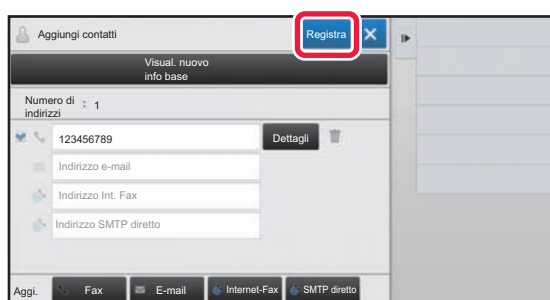 Aggiungi contatti
Registra
Visual. nuovo
info base
Numero di
indirizzi
: 1
123456789
Dettagli
Indirizzo e-mail
Indirizzo Int. Fax
Indirizzo SMTP diretto
Aggi.
Fax
E-mail
Internet-Fax
SMTP diretto